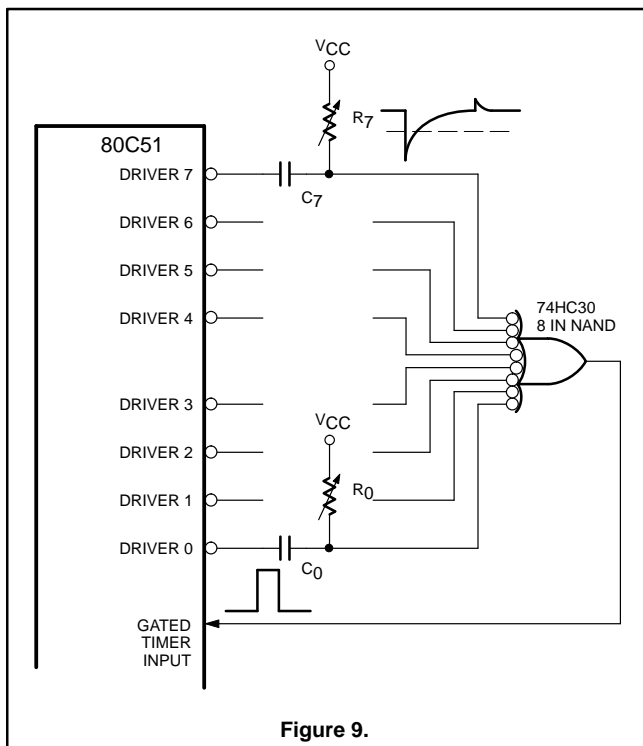 VCC
R7
80C51
DRIVER 7
C7
DRIVER 6
DRIVER 5
DRIVER 4
74HC30
8 IN NAND
DRIVER 3
VCC
DRIVER 2
R0
DRIVER 1
DRIVER 0
C0
GATED
TIMER
INPUT
Figure 9.